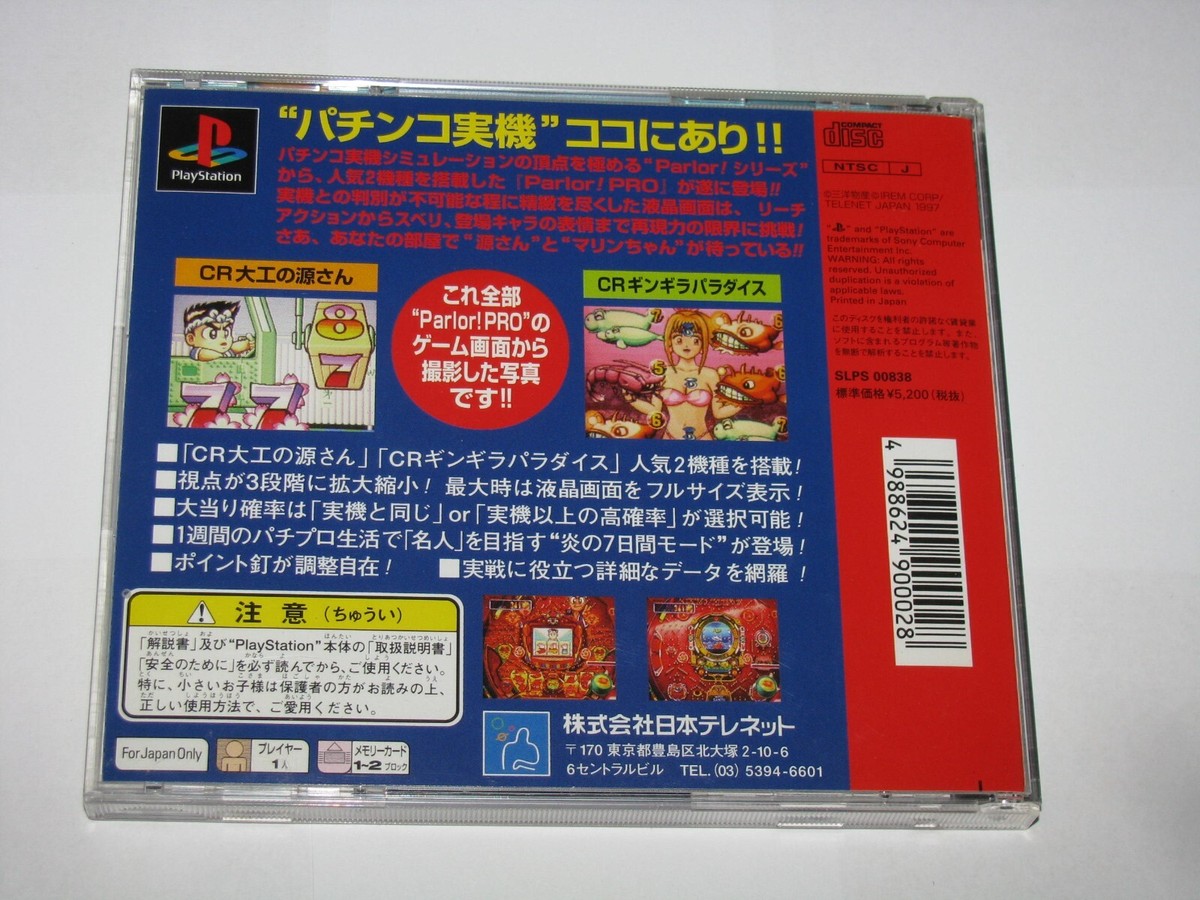 PlayStation
“パチンコ実機”ココにあり!!
パチンコ実機シミュレーションの頂点を極める“Parlor!シリーズ”
から、人気2機種を搭載した『Parlor!PRO』が遂に登場!!
実機との判別が不可能な程に精緻を尽くした液晶画面は、リーチ
アクションからスベリ、登場キャラの表情まで再現力の限界に挑戦!
さあ、あなたの部屋で“源さん”と“マリンちゃん”が待っている!!
CR大工の源さん
これ全部
“Parlor!PRO”の
ゲーム画面から
撮影した写真
です!!
CRギンギラパラダイス
■「CR大工の源さん」「CRギンギラパラダイス」人気2機種を搭載!
■視点が3段階に拡大縮小! 最大時は液晶画面をフルサイズ表示!
■大当り確率は「実機と同じ」or「実機以上の高確率」が選択可能!
■1週間のパチプロ生活で「名人」を目指す“炎の7日間モード”が登場!
■ポイント釘が調整自在! ■実戦に役立つ詳細なデータを網羅!
注意(ちゅうい)
「解説書」及び“PlayStation”本体の「取扱説明書」
「安全のために」を必ず読んでから、ご使用ください。
特に、小さいお子様は保護者の方がお読みの上、
正しい使用方法で、ご愛用ください。
For Japan Only
プレイヤー
1人
メモリーカード
1~2ブロック
株式会社日本テレネット
〒170 東京都豊島区北大塚2-10-6
6セントラルビル TEL.(03) 5394-6601
COMPACT
disc
NTSC J
©三洋物産©IREM CORP/
TELENET JAPAN 1997
" " and "PlayStation" are
trademarks of Sony Computer
Entertainment Inc.
WARNING: All rights
reserved. Unauthorized
duplication is a violation of
applicable laws.
Printed in Japan
このディスクを権利者の許諾なく賃貸業
に使用することを禁じます。また、
ソフトに含まれるプログラム著作物
を無断で解析することを禁じます。
SLPS 00838
標準価格¥5,200(税抜)
4 988624 900028